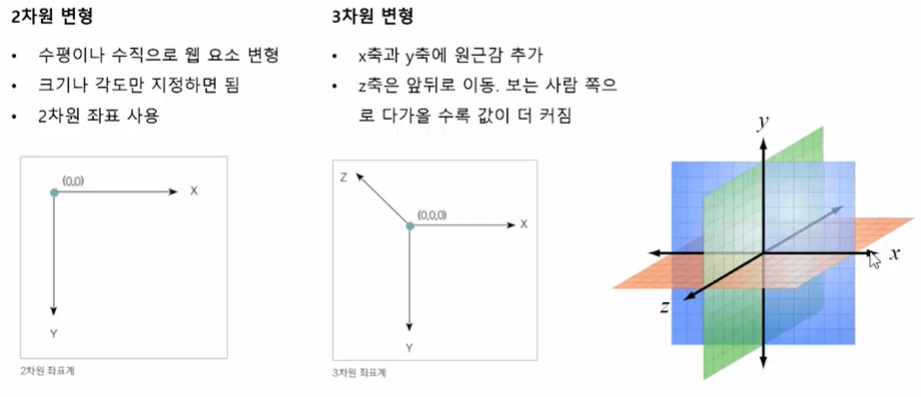 2차원 변형
• 수평이나 수직으로 웹 요소 변형
• 크기나 각도만 지정하면 됨
• 2차원 좌표 사용
(0,0)
X
Y
2차원 좌표계
3차원 변형
• x축과 y축에 원근감 추가
• z축은 앞뒤로 이동. 보는 사람 쪽으
로 다가올 수록 값이 더 커짐
Z
(0,0,0)
X
Y
3차원 좌표계
y
x
z